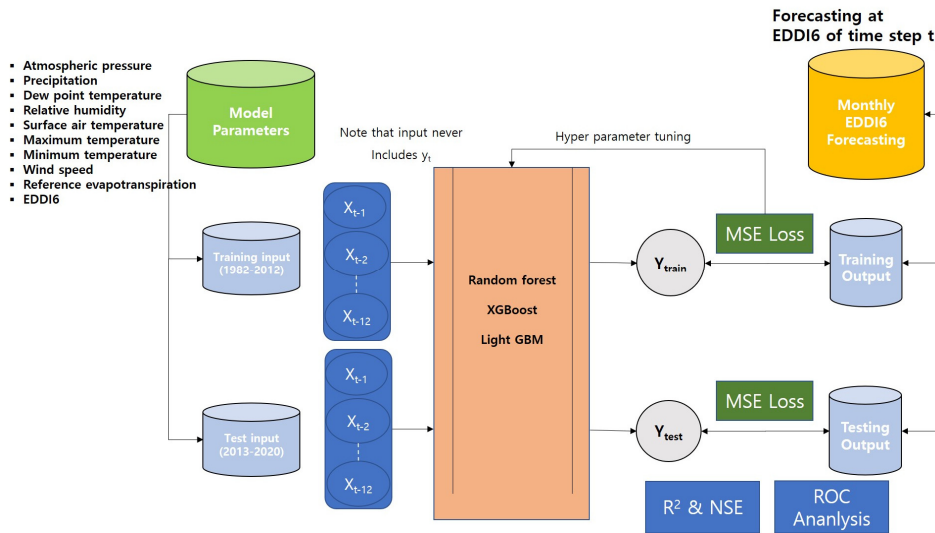 Forecasting at
EDDI6 of time step t
▪ Atmospheric pressure
▪ Precipitation
▪ Dew point temperature
▪ Relative humidity
▪ Surface air temperature
▪ Maximum temperature
▪ Minimum temperature
▪ Wind speed
▪ Reference evapotranspiration
▪ EDDI6
Model
Parameters
Note that input never
Includes yₜ
Hyper parameter tuning
Monthly
EDDI6
Forecasting
Training input
(1982-2012)
Xₜ₋₁
Xₜ₋₂
Xₜ₋₁₂
Random forest
XGBoost
Light GBM
Y_train
MSE Loss
Training
Output
Test input
(2013-2020)
Xₜ₋₁
Xₜ₋₂
Xₜ₋₁₂
Y_test
MSE Loss
Testing
Output
R² & NSE
ROC
Ananlysis